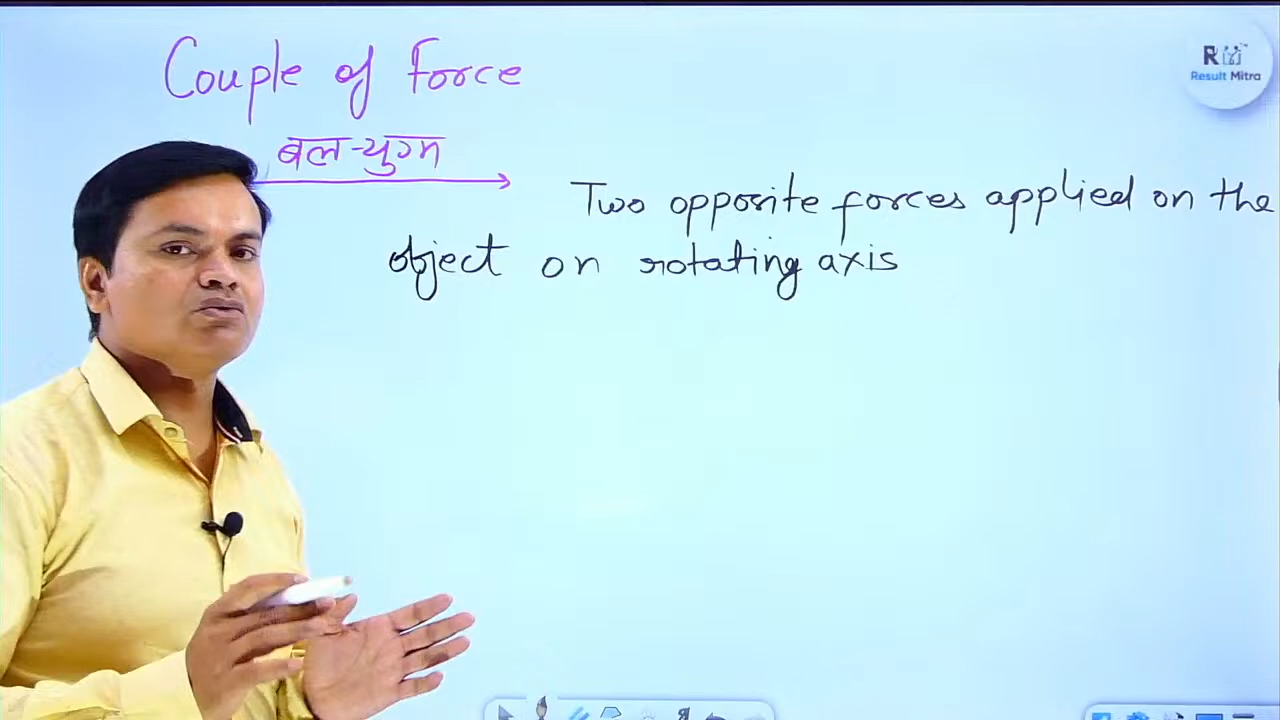 Couple of Force
बल-युग्म
Two opposite forces applied on the
object on rotating axis
R
Result Mitra